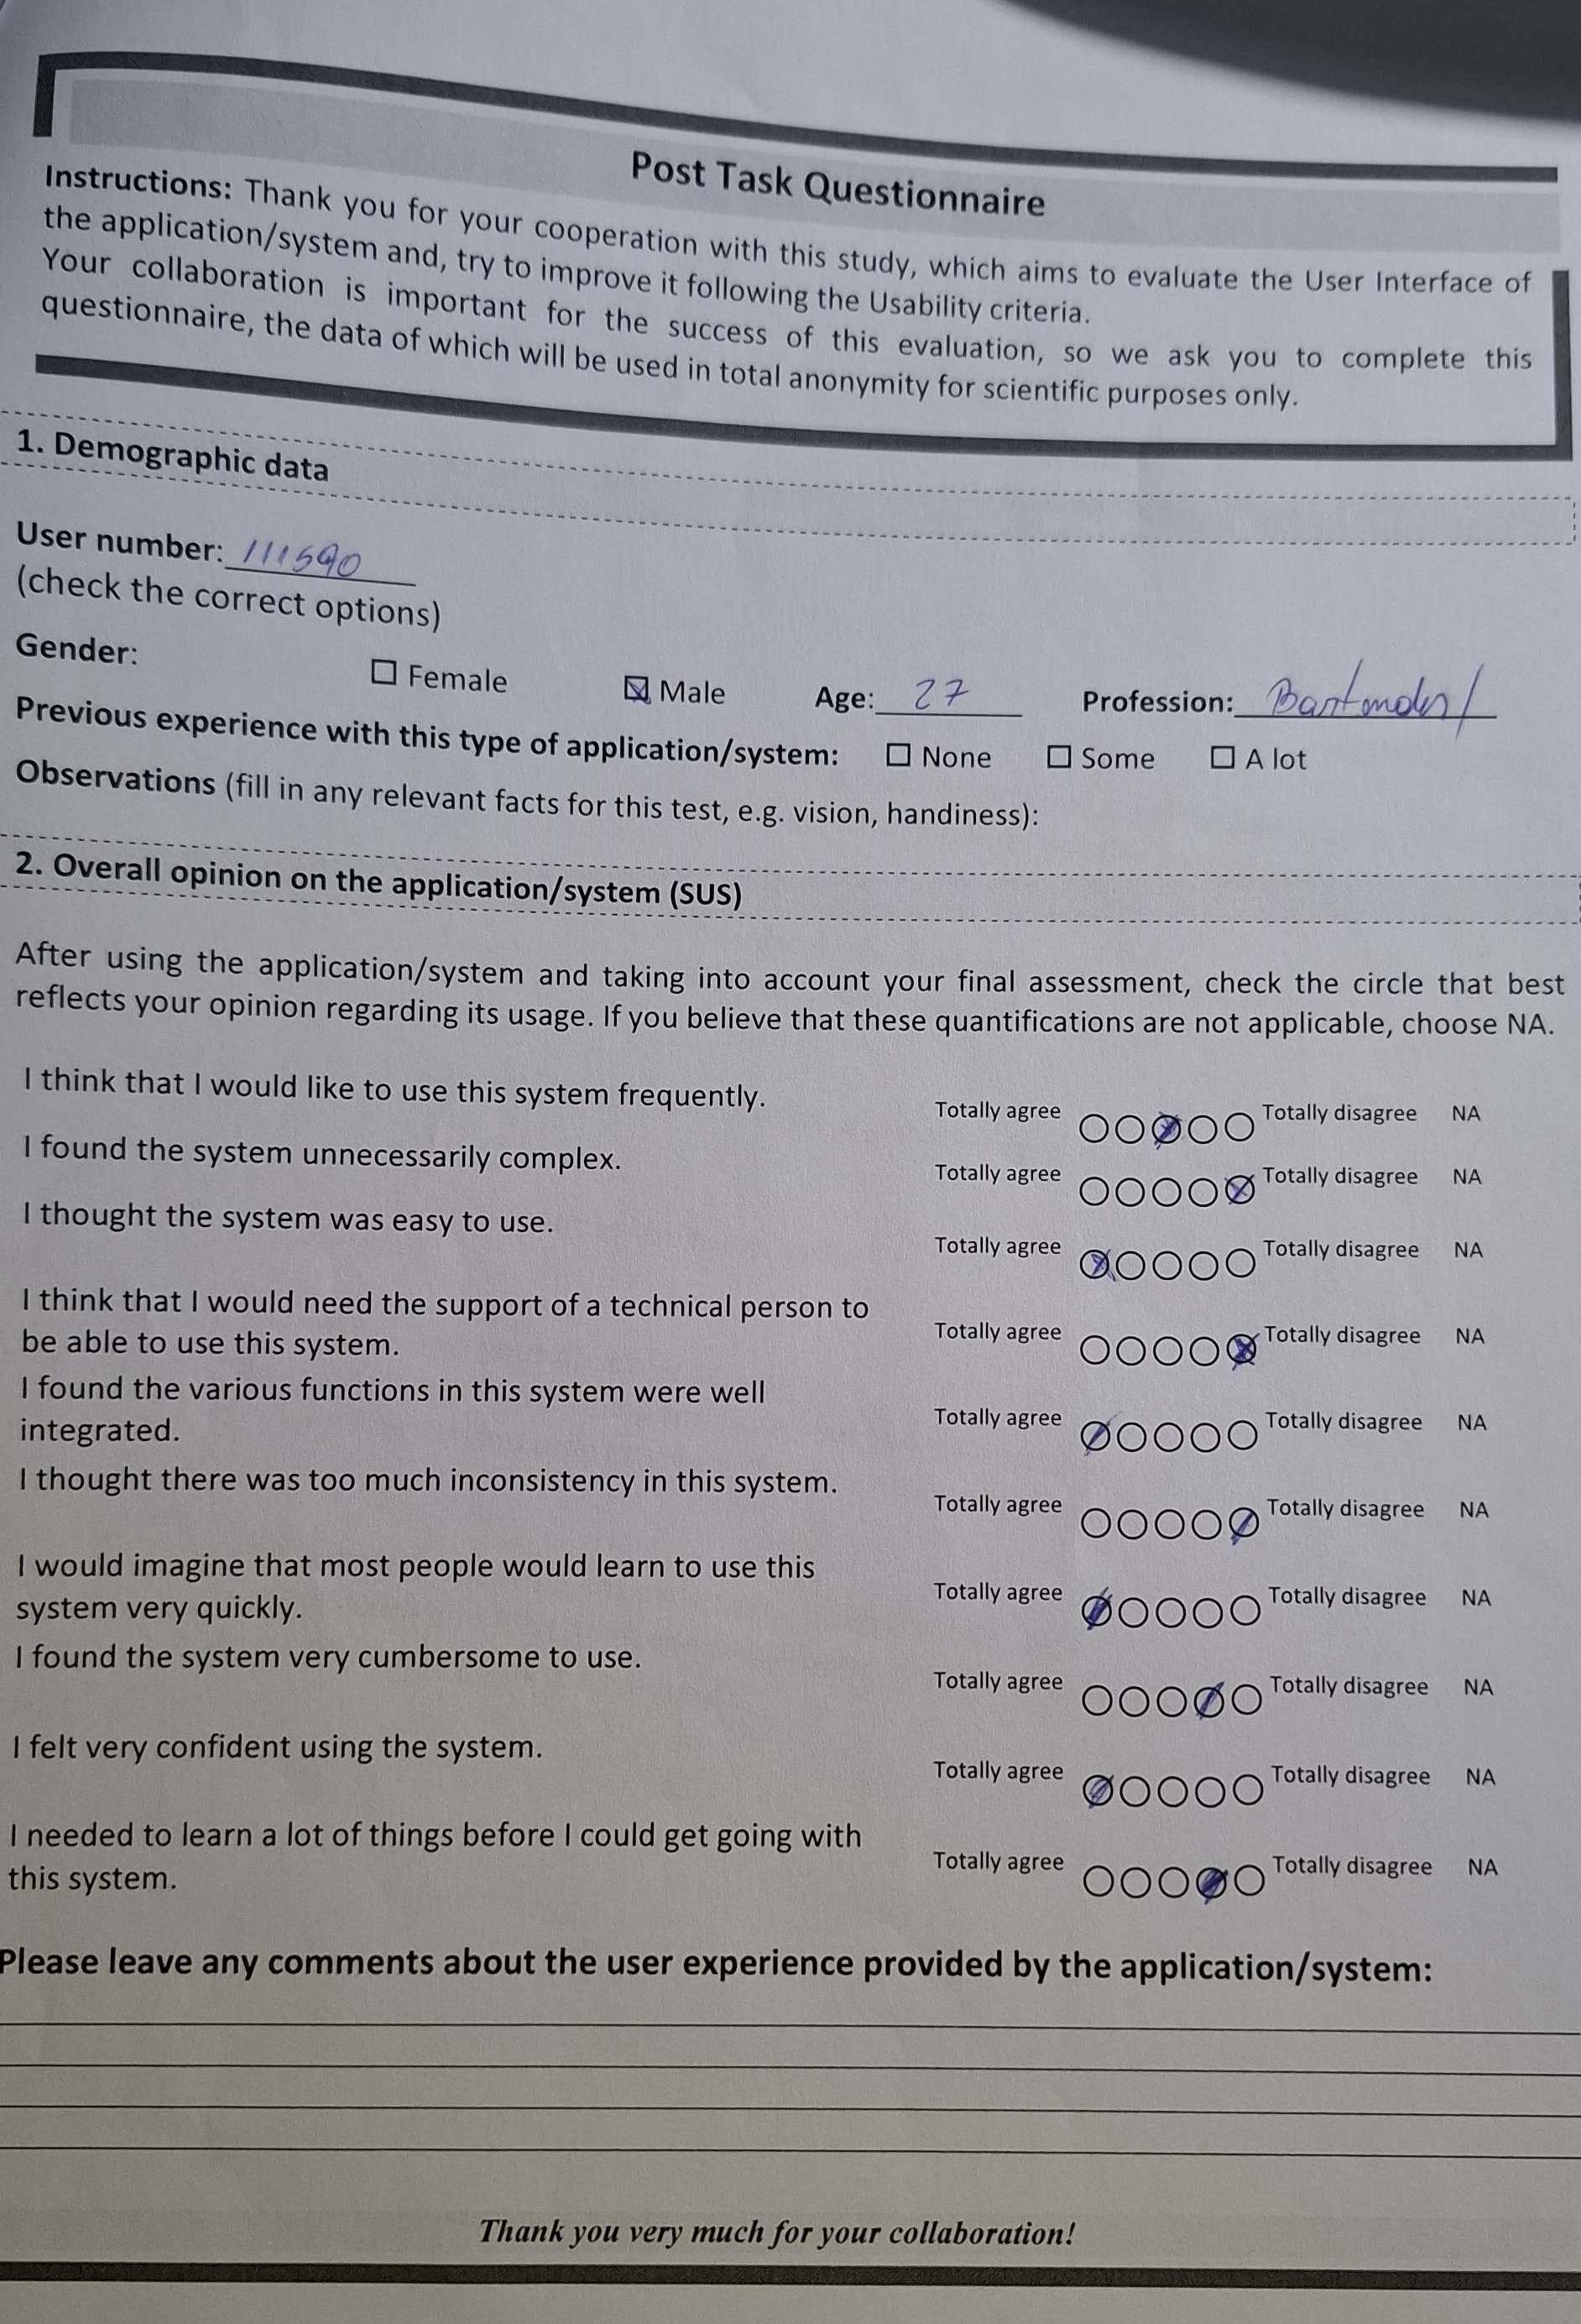 Post Task Questionnaire
Instructions: Thank you for your cooperation with this study, which aims to evaluate the User Interface of
the application/system and, try to improve it following the Usability criteria.
Your collaboration is important for the success of this evaluation, so we ask you to complete this
questionnaire, the data of which will be used in total anonymity for scientific purposes only.
1. Demographic data
User number: 111590
(check the correct options)
Gender: Female Male Age: 27 Profession:
Previous experience with this type of application/system: None Some A lot
Observations (fill in any relevant facts for this test, e.g. vision, handiness):
2. Overall opinion on the application/system (SUS)
After using the application/system and taking into account your final assessment, check the circle that best
reflects your opinion regarding its usage. If you believe that these quantifications are not applicable, choose NA.
I think that I would like to use this system frequently. Totally agree Totally disagree NA
I found the system unnecessarily complex. Totally agree Totally disagree NA
I thought the system was easy to use. Totally agree Totally disagree NA
I think that I would need the support of a technical person to
be able to use this system. Totally agree Totally disagree NA
I found the various functions in this system were well
integrated. Totally agree Totally disagree NA
I thought there was too much inconsistency in this system. Totally agree Totally disagree NA
I would imagine that most people would learn to use this
system very quickly. Totally agree Totally disagree NA
I found the system very cumbersome to use. Totally agree Totally disagree NA
I felt very confident using the system. Totally agree Totally disagree NA
I needed to learn a lot of things before I could get going with
this system. Totally agree Totally disagree NA
Please leave any comments about the user experience provided by the application/system:
Thank you very much for your collaboration!